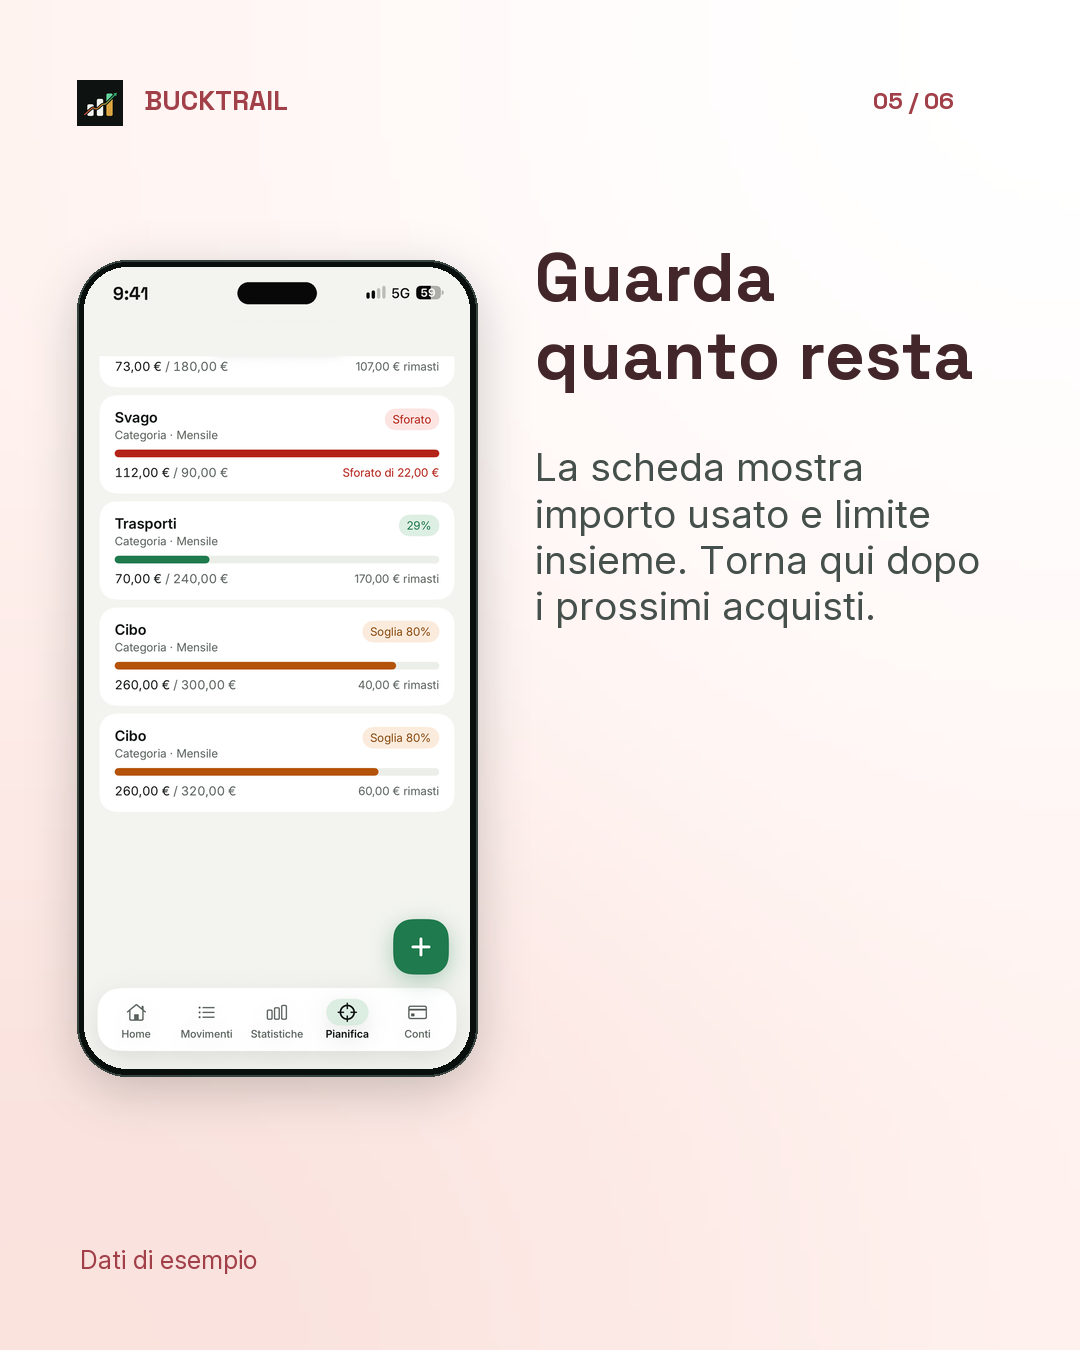 BUCKTRAIL
05 / 06
9:41
5G 59
73,00 € / 180,00 €
107,00 € rimasti
Svago
Sforato
Categoria · Mensile
112,00 € / 90,00 €
Sforato di 22,00 €
Trasporti
29%
Categoria · Mensile
70,00 € / 240,00 €
170,00 € rimasti
Cibo
Soglia 80%
Categoria · Mensile
260,00 € / 300,00 €
40,00 € rimasti
Cibo
Soglia 80%
Categoria · Mensile
260,00 € / 320,00 €
60,00 € rimasti
Home
Movimenti
Statistiche
Pianifica
Conti
Guarda
quanto resta
La scheda mostra
importo usato e limite
insieme. Torna qui dopo
i prossimi acquisti.
Dati di esempio